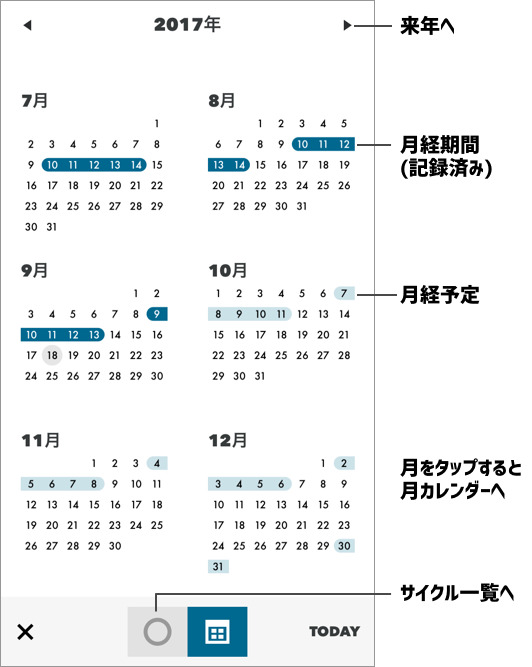 2017年
来年へ
7月
1
2 3 4 5 6 7 8
9 10 11 12 13 14 15
16 17 18 19 20 21 22
23 24 25 26 27 28 29
30 31
8月
1 2 3 4 5
6 7 8 9 10 11 12
13 14 15 16 17 18 19
20 21 22 23 24 25 26
27 28 29 30 31
月経期間
(記録済み)
9月
1 2
3 4 5 6 7 8 9
10 11 12 13 14 15 16
17 18 19 20 21 22 23
24 25 26 27 28 29 30
10月
1 2 3 4 5 6 7
8 9 10 11 12 13 14
15 16 17 18 19 20 21
22 23 24 25 26 27 28
29 30 31
月経予定
11月
1 2 3 4
5 6 7 8 9 10 11
12 13 14 15 16 17 18
19 20 21 22 23 24 25
26 27 28 29 30
12月
1 2
3 4 5 6 7 8 9
10 11 12 13 14 15 16
17 18 19 20 21 22 23
24 25 26 27 28 29 30
31
月をタップすると
月カレンダーへ
サイクル一覧へ
TODAY